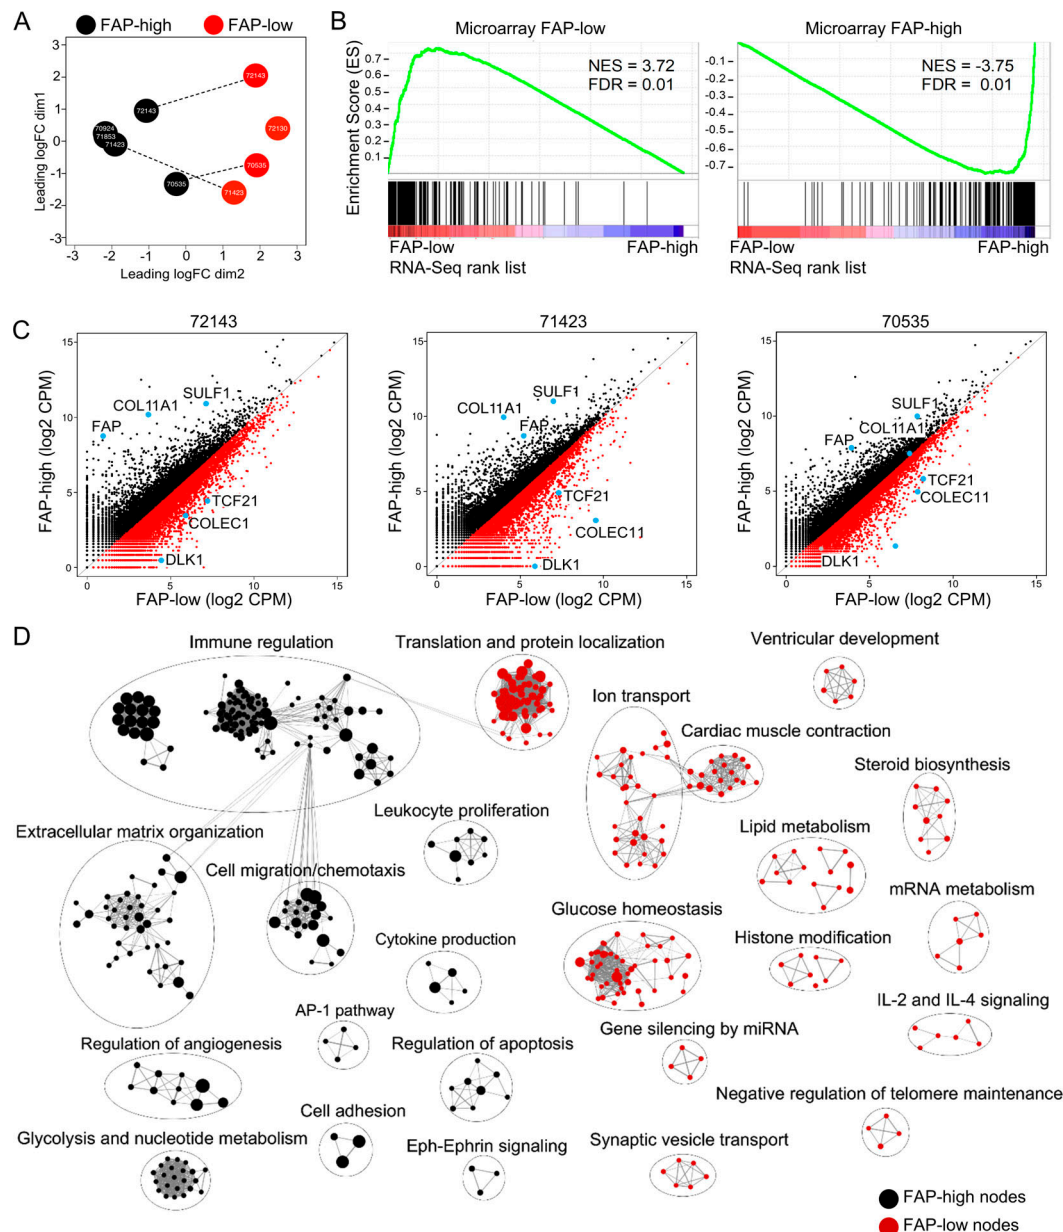 A
FAP-high
FAP-low
3
2
1
0
-1
-2
-3
-3 -2 -1 0 1 2 3
Leading logFC dim1
Leading logFC dim2
72143
72143
70924
71853
71423
72130
70535
70535
71423
B
Microarray FAP-low
Enrichment Score (ES)
0.7
0.6
0.5
0.4
0.3
0.2
0.1
NES = 3.72
FDR = 0.01
FAP-low
FAP-high
RNA-Seq rank list
Microarray FAP-high
-0.1
-0.2
-0.3
-0.4
-0.5
-0.6
-0.7
NES = -3.75
FDR = 0.01
FAP-low
FAP-high
RNA-Seq rank list
C
72143
FAP-high (log2 CPM)
15
10
5
0
0 5 10 15
FAP-low (log2 CPM)
SULF1
COL11A1
FAP
TCF21
COLEC1
DLK1
71423
FAP-high (log2 CPM)
15
10
5
0
0 5 10 15
FAP-low (log2 CPM)
SULF1
COL11A1
FAP
TCF21
COLEC11
DLK1
70535
FAP-high (log2 CPM)
15
10
5
0
0 5 10 15
FAP-low (log2 CPM)
SULF1
COL11A1
FAP
TCF21
COLEC11
DLK1
D
Immune regulation
Translation and protein localization
Ventricular development
Ion transport
Cardiac muscle contraction
Steroid biosynthesis
Extracellular matrix organization
Leukocyte proliferation
Lipid metabolism
Cell migration/chemotaxis
mRNA metabolism
Glucose homeostasis
Cytokine production
Histone modification
IL-2 and IL-4 signaling
AP-1 pathway
Gene silencing by miRNA
Regulation of angiogenesis
Regulation of apoptosis
Negative regulation of telomere maintenance
Cell adhesion
Glycolysis and nucleotide metabolism
Eph-Ephrin signaling
Synaptic vesicle transport
FAP-high nodes
FAP-low nodes